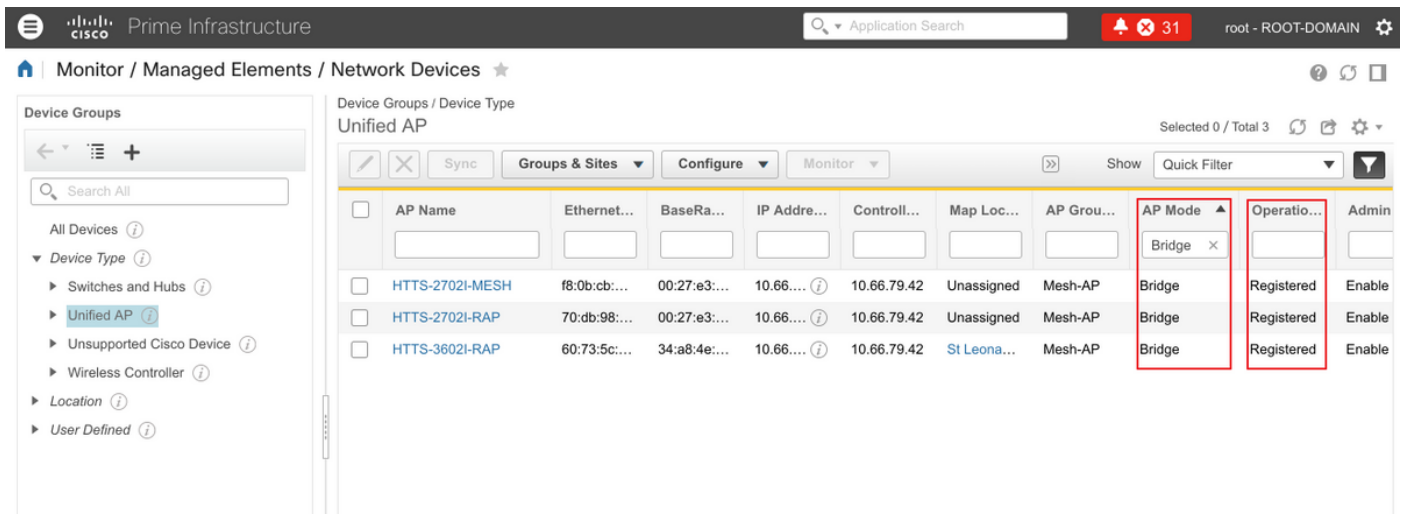 cisco Prime Infrastructure
Application Search
31
root - ROOT-DOMAIN
Monitor / Managed Elements / Network Devices
Device Groups
Search All
All Devices
Device Type
Switches and Hubs
Unified AP
Unsupported Cisco Device
Wireless Controller
Location
User Defined
Device Groups / Device Type
Unified AP
Selected 0 / Total 3
Sync Groups & Sites Configure Monitor Show Quick Filter
AP Name Ethernet... BaseRa... IP Addre... Controll... Map Loc... AP Grou... AP Mode Operatio... Admin
Bridge
HTTS-2702I-MESH f8:0b:cb:... 00:27:e3:... 10.66.... 10.66.79.42 Unassigned Mesh-AP Bridge Registered Enable
HTTS-2702I-RAP 70:db:98:... 00:27:e3:... 10.66.... 10.66.79.42 Unassigned Mesh-AP Bridge Registered Enable
HTTS-3602I-RAP 60:73:5c:... 34:a8:4e:... 10.66.... 10.66.79.42 St Leona... Mesh-AP Bridge Registered Enable